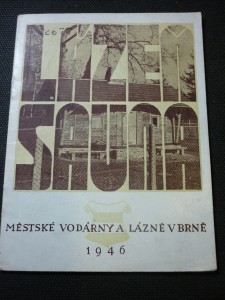 LÁZEŇ
SAUNA
MĚSTSKÉ VODÁRNY A LÁZNĚ V BRNĚ
1946